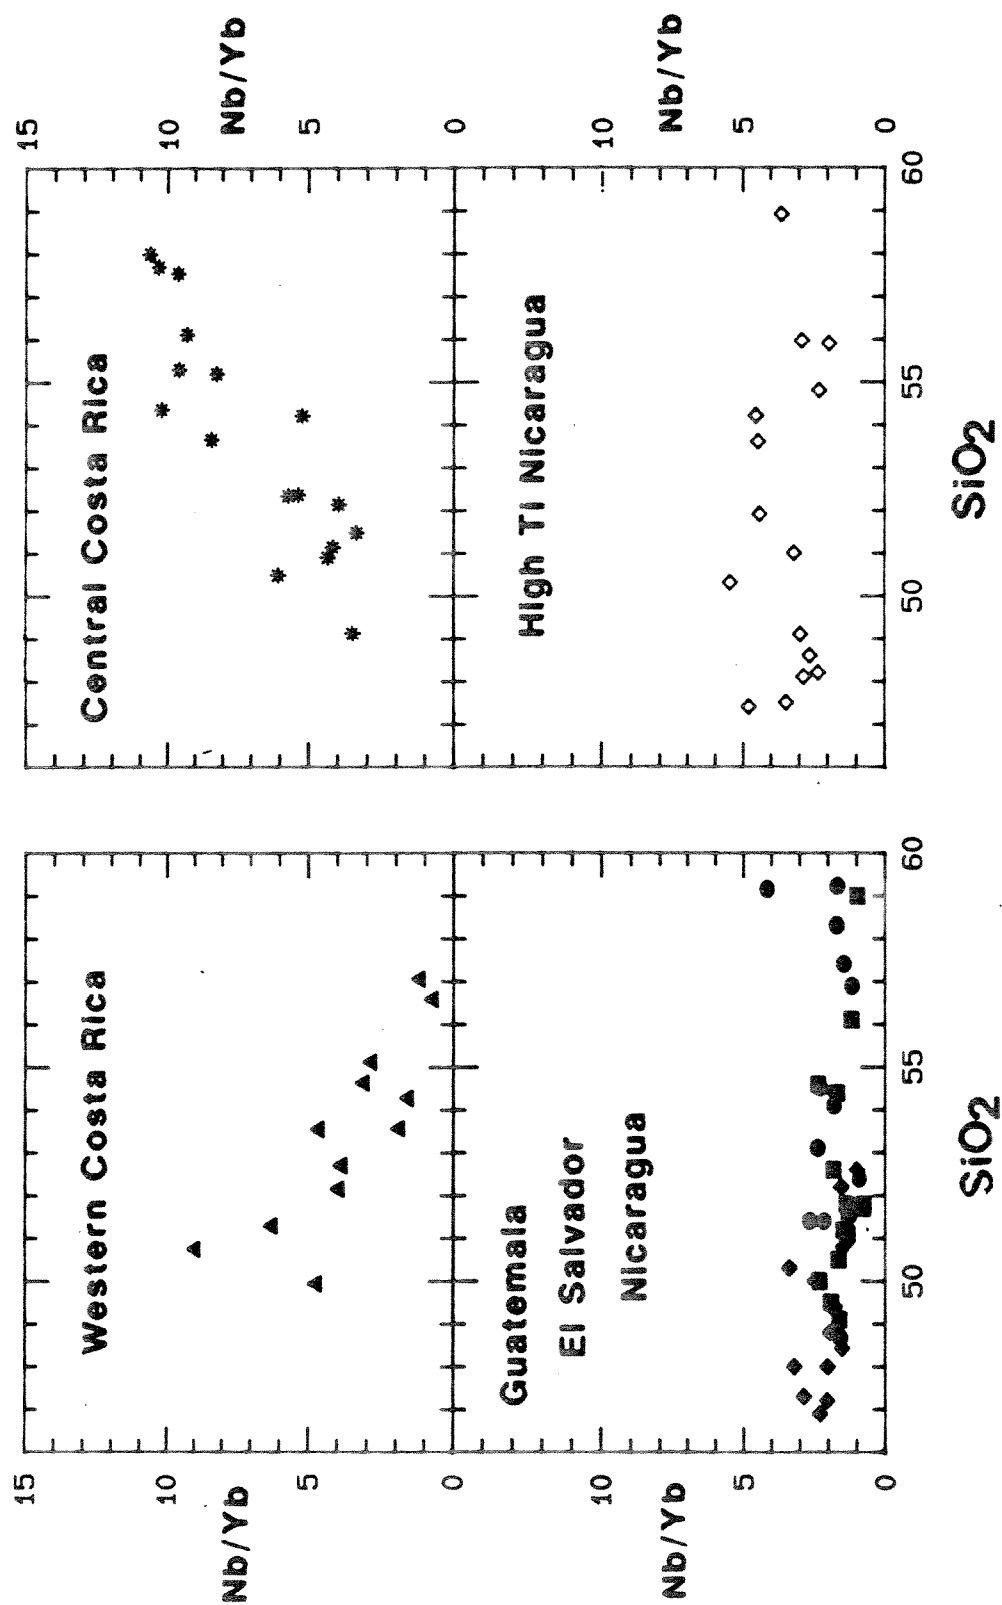 Western Costa Rica
15
10
5
0
Nb/Yb
Central Costa Rica
15
10
5
0
Nb/Yb
Guatemala
El Salvador
Nicaragua
10
5
0
Nb/Yb
50
55
60
SiO2
High Ti Nicaragua
10
5
0
Nb/Yb
50
55
60
SiO2